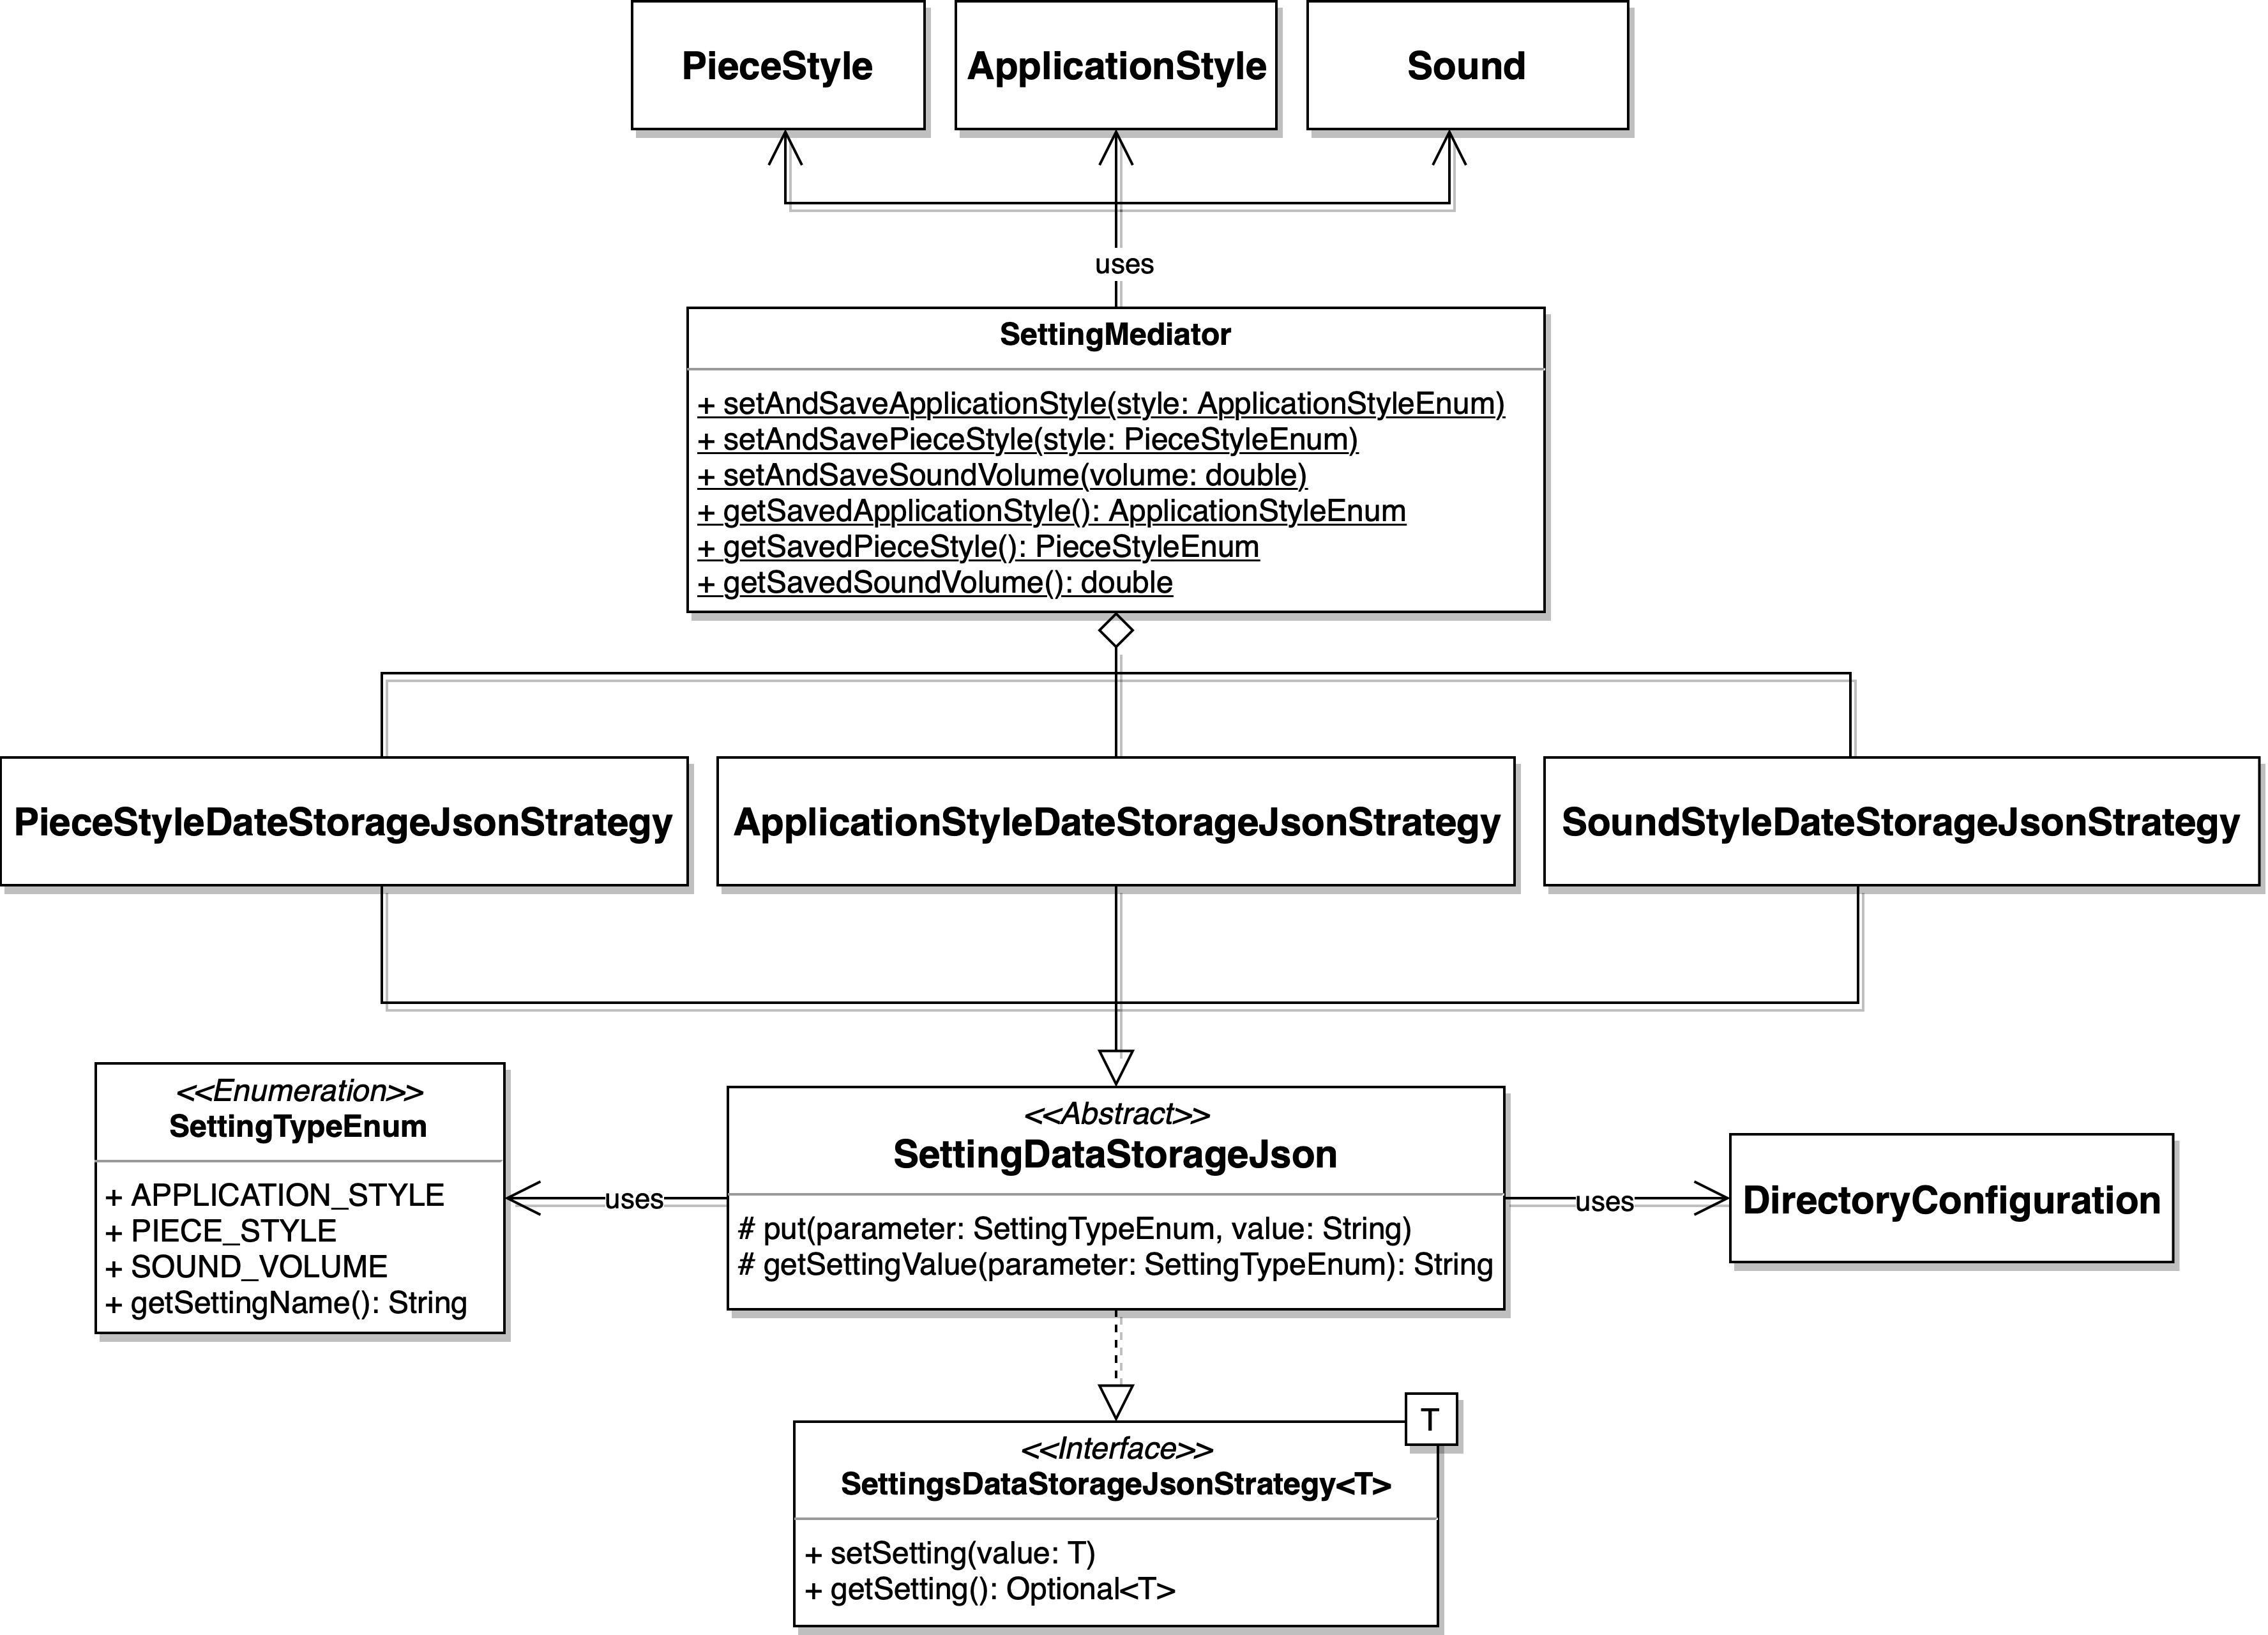 PieceStyle
ApplicationStyle
Sound
uses
SettingMediator
+ setAndSaveApplicationStyle(style: ApplicationStyleEnum)
+ setAndSavePieceStyle(style: PieceStyleEnum)
+ setAndSaveSoundVolume(volume: double)
+ getSavedApplicationStyle(): ApplicationStyleEnum
+ getSavedPieceStyle(): PieceStyleEnum
+ getSavedSoundVolume(): double
PieceStyleDateStorageJsonStrategy
ApplicationStyleDateStorageJsonStrategy
SoundStyleDateStorageJsonStrategy
<<Enumeration>>
SettingTypeEnum
+ APPLICATION_STYLE
+ PIECE_STYLE
+ SOUND_VOLUME
+ getSettingName(): String
uses
<<Abstract>>
SettingDataStorageJson
# put(parameter: SettingTypeEnum, value: String)
# getSettingValue(parameter: SettingTypeEnum): String
uses
DirectoryConfiguration
T
<<Interface>>
SettingsDataStorageJsonStrategy<T>
+ setSetting(value: T)
+ getSetting(): Optional<T>